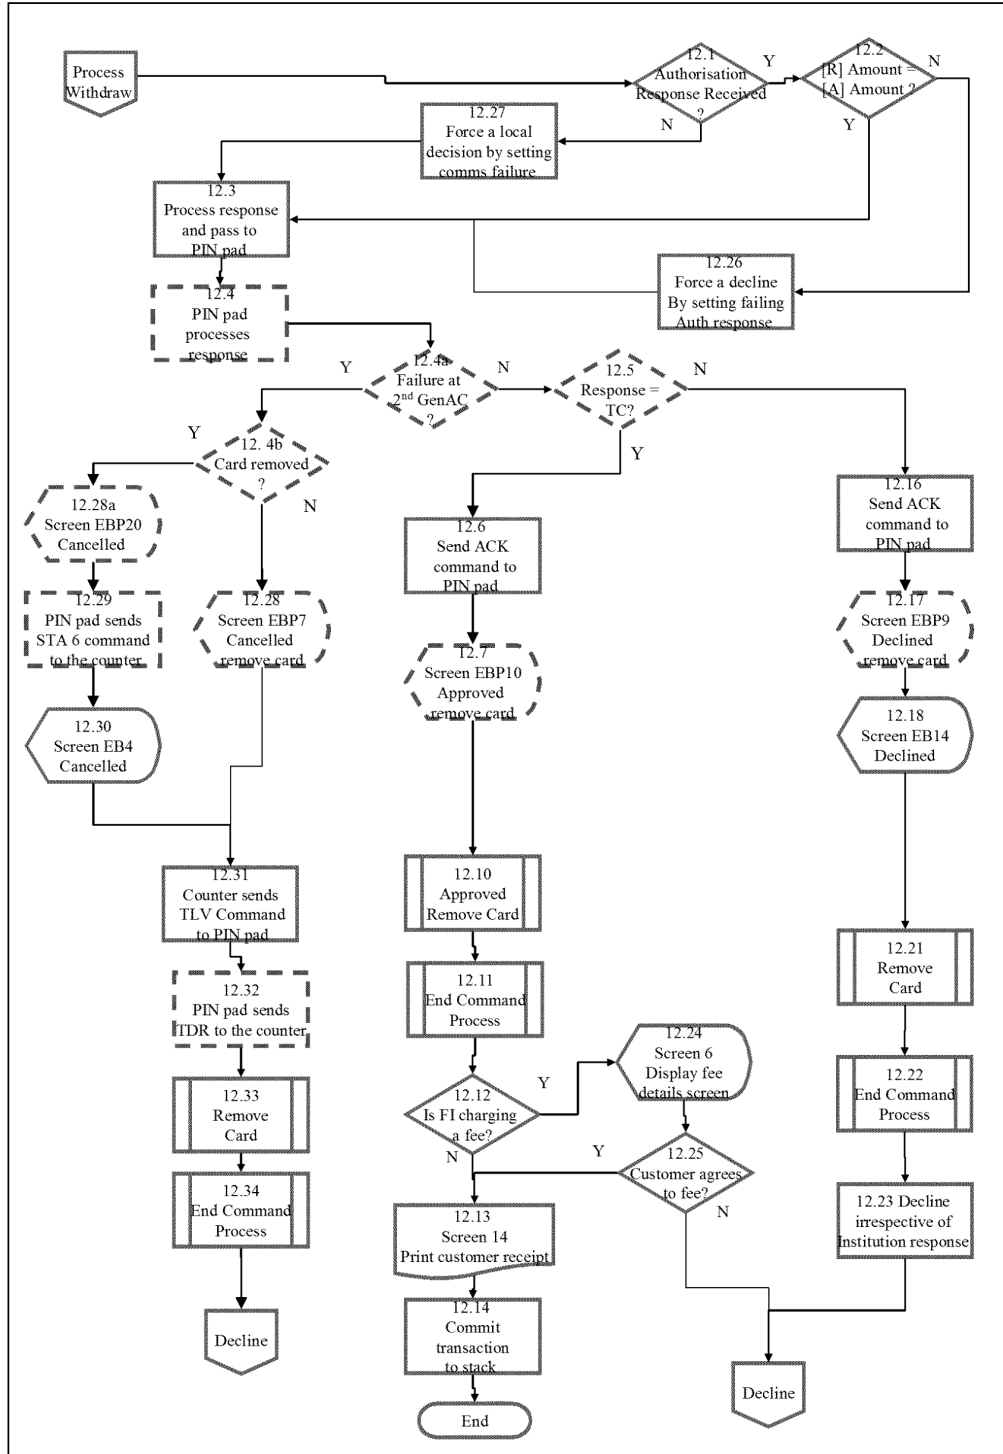 Process
Withdraw
12.1
Authorisation
Response Received
?
Y
N
12.2
[R] Amount =
[A] Amount ?
N
Y
12.27
Force a local
decision by setting
comms failure
12.3
Process response
and pass to
PIN pad
12.26
Force a decline
By setting failing
Auth response
12.4
PIN pad
processes
response
Y
12.4a
Failure at
2nd GenAC
?
N
12.5
Response =
TC?
N
Y
Y
12. 4b
Card removed
?
N
12.28a
Screen EBP20
Cancelled
12.6
Send ACK
command to
PIN pad
12.16
Send ACK
command to
PIN pad
12.29
PIN pad sends
STA 6 command
to the counter
12.28
Screen EBP7
Cancelled
remove card
12.7
Screen EBP10
Approved
remove card
12.17
Screen EBP9
Declined
remove card
12.30
Screen EB4
Cancelled
12.18
Screen EB14
Declined
12.31
Counter sends
TLV Command
to PIN pad
12.10
Approved
Remove Card
12.21
Remove
Card
12.32
PIN pad sends
TDR to the counter
12.11
End Command
Process
12.24
Screen 6
Display fee
details screen
12.33
Remove
Card
12.12
Is FI charging
a fee?
Y
N
12.22
End Command
Process
12.34
End Command
Process
Y
12.25
Customer agrees
to fee?
N
12.13
Screen 14
Print customer receipt
12.23 Decline
irrespective of
Institution response
12.14
Commit
transaction
to stack
Decline
End
Decline